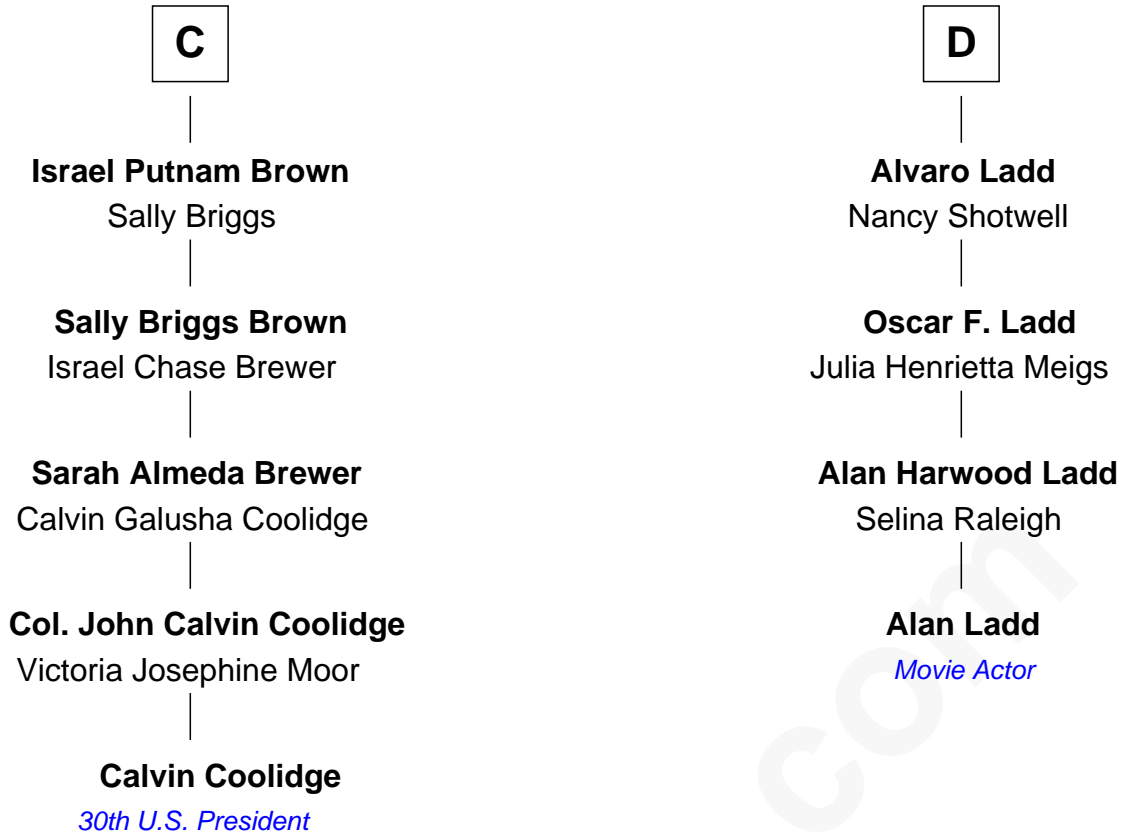 C
Israel Putnam Brown
Sally Briggs
Sally Briggs Brown
Israel Chase Brewer
Sarah Almeda Brewer
Calvin Galusha Coolidge
Col. John Calvin Coolidge
Victoria Josephine Moor
Calvin Coolidge
30th U.S. President
D
Alvaro Ladd
Nancy Shotwell
Oscar F. Ladd
Julia Henrietta Meigs
Alan Harwood Ladd
Selina Raleigh
Alan Ladd
Movie Actor
com